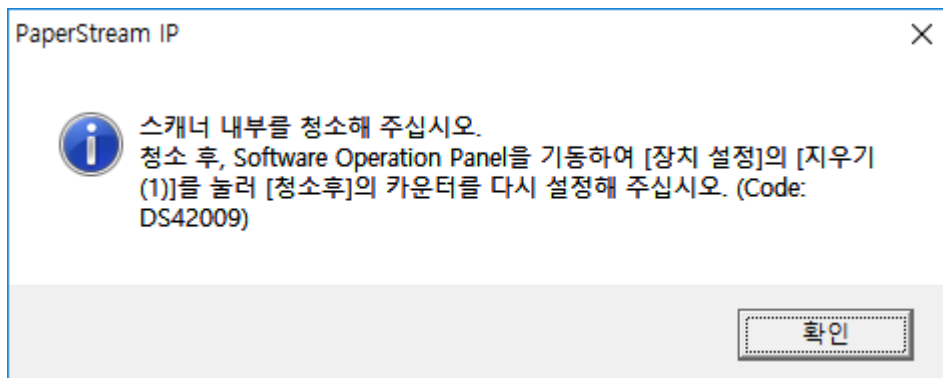 PaperStream IP
스캐너 내부를 청소해 주십시오.
청소 후, Software Operation Panel을 기동하여 [장치 설정]의 [지우기
(1)]를 눌러 [청소후]의 카운터를 다시 설정해 주십시오. (Code:
DS42009)
확인